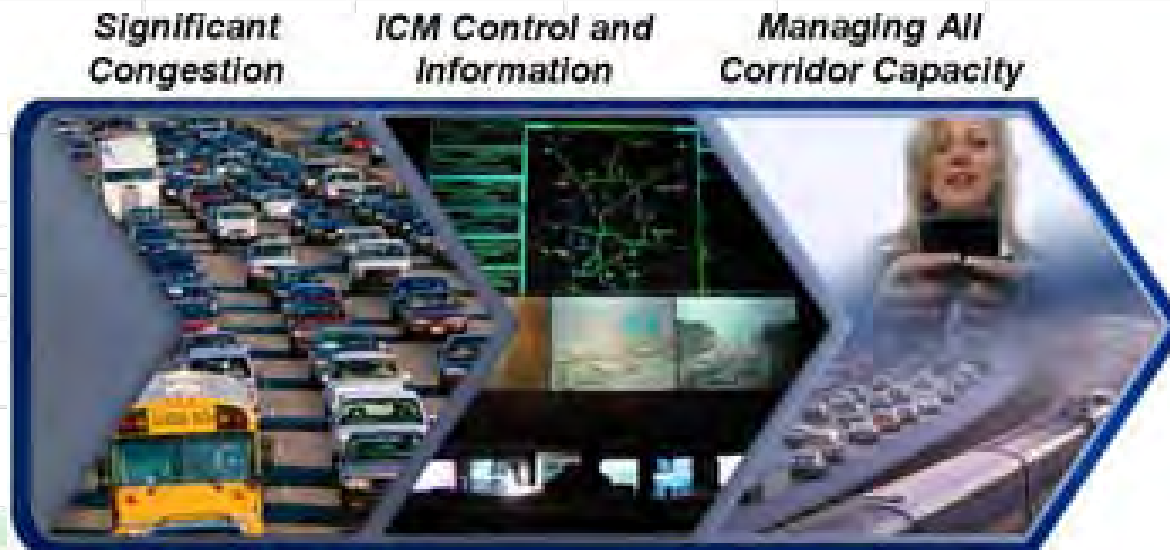 Significant
Congestion
ICM Control and
Information
Managing All
Corridor Capacity